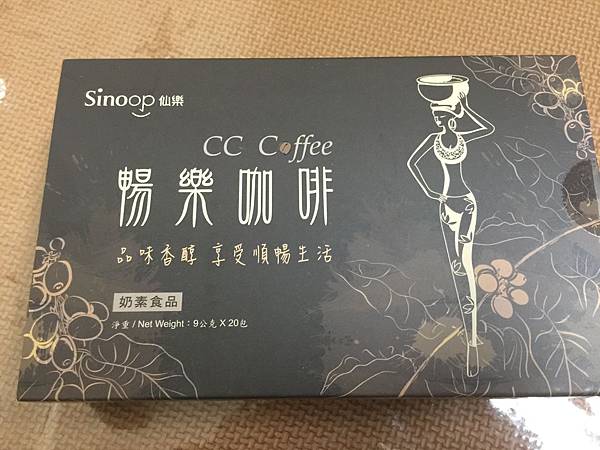 Sinoop 仙樂
CC Coffee
暢樂咖啡
品味香醇 享受順暢生活
奶素食品
淨重 / Net Weight：9公克 X 20包